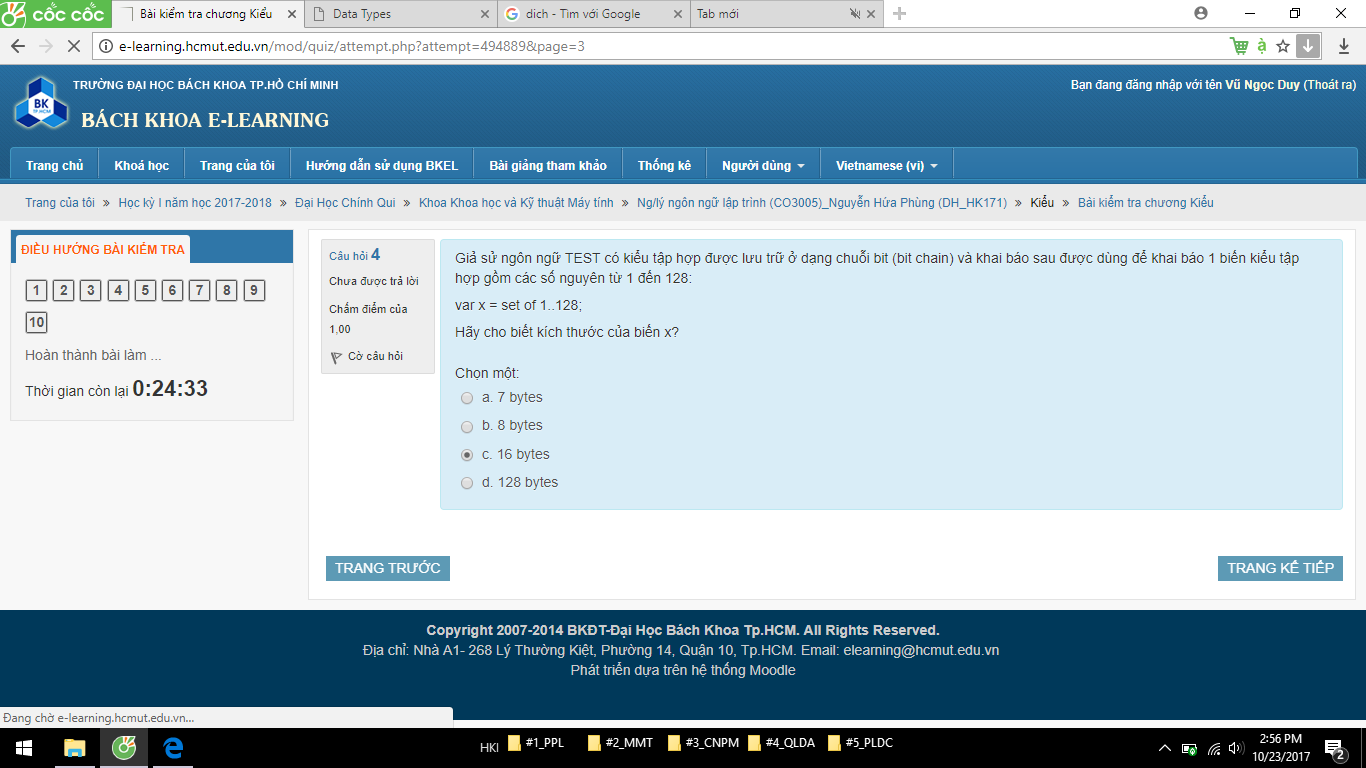 cốc cốc
Bài kiểm tra chương Kiểu
Data Types
dich - Tìm với Google
Tab mới
e-learning.hcmut.edu.vn/mod/quiz/attempt.php?attempt=494889&page=3
TRƯỜNG ĐẠI HỌC BÁCH KHOA TP.HỒ CHÍ MINH
Bạn đang đăng nhập với tên Vũ Ngọc Duy (Thoát ra)
BK
TP.HCM
BÁCH KHOA E-LEARNING
Trang chủ Khoá học Trang của tôi Hướng dẫn sử dụng BKEL Bài giảng tham khảo Thống kê Người dùng Vietnamese (vi)
Trang của tôi » Học kỳ I năm học 2017-2018 » Đại Học Chính Qui » Khoa Khoa học và Kỹ thuật Máy tính » Ng/lý ngôn ngữ lập trình (CO3005)_Nguyễn Hứa Phùng (DH_HK171) » Kiểu » Bài kiểm tra chương Kiểu
ĐIỀU HƯỚNG BÀI KIỂM TRA
1 2 3 4 5 6 7 8 9
10
Hoàn thành bài làm ...
Thời gian còn lại 0:24:33
Câu hỏi 4
Chưa được trả lời
Chấm điểm của
1,00
Cờ câu hỏi
Giả sử ngôn ngữ TEST có kiểu tập hợp được lưu trữ ở dạng chuỗi bit (bit chain) và khai báo sau được dùng để khai báo 1 biến kiểu tập
hợp gồm các số nguyên từ 1 đến 128:
var x = set of 1..128;
Hãy cho biết kích thước của biến x?
Chọn một:
a. 7 bytes
b. 8 bytes
c. 16 bytes
d. 128 bytes
TRANG TRƯỚC
TRANG KẾ TIẾP
Copyright 2007-2014 BKĐT-Đại Học Bách Khoa Tp.HCM. All Rights Reserved.
Địa chỉ: Nhà A1- 268 Lý Thường Kiệt, Phường 14, Quận 10, Tp.HCM. Email: elearning@hcmut.edu.vn
Phát triển dựa trên hệ thống Moodle
Đang chờ e-learning.hcmut.edu.vn...
HKI #1_PPL #2_MMT #3_CNPM #4_QLDA #5_PLDC
2:56 PM
10/23/2017
2